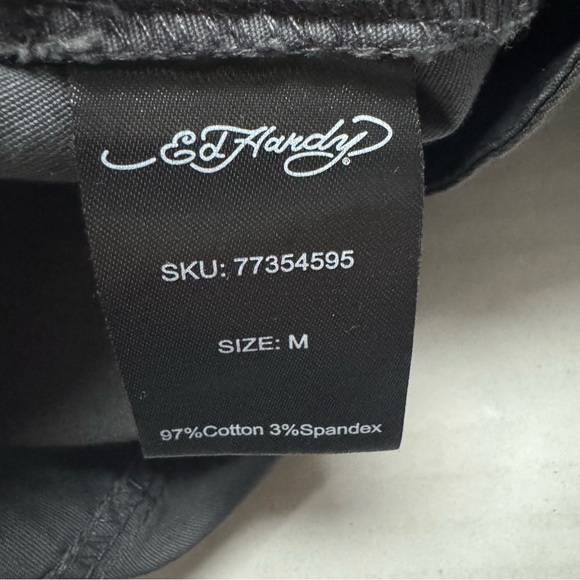 Ed Hardy®
SKU: 77354595
SIZE: M
97%Cotton 3%Spandex